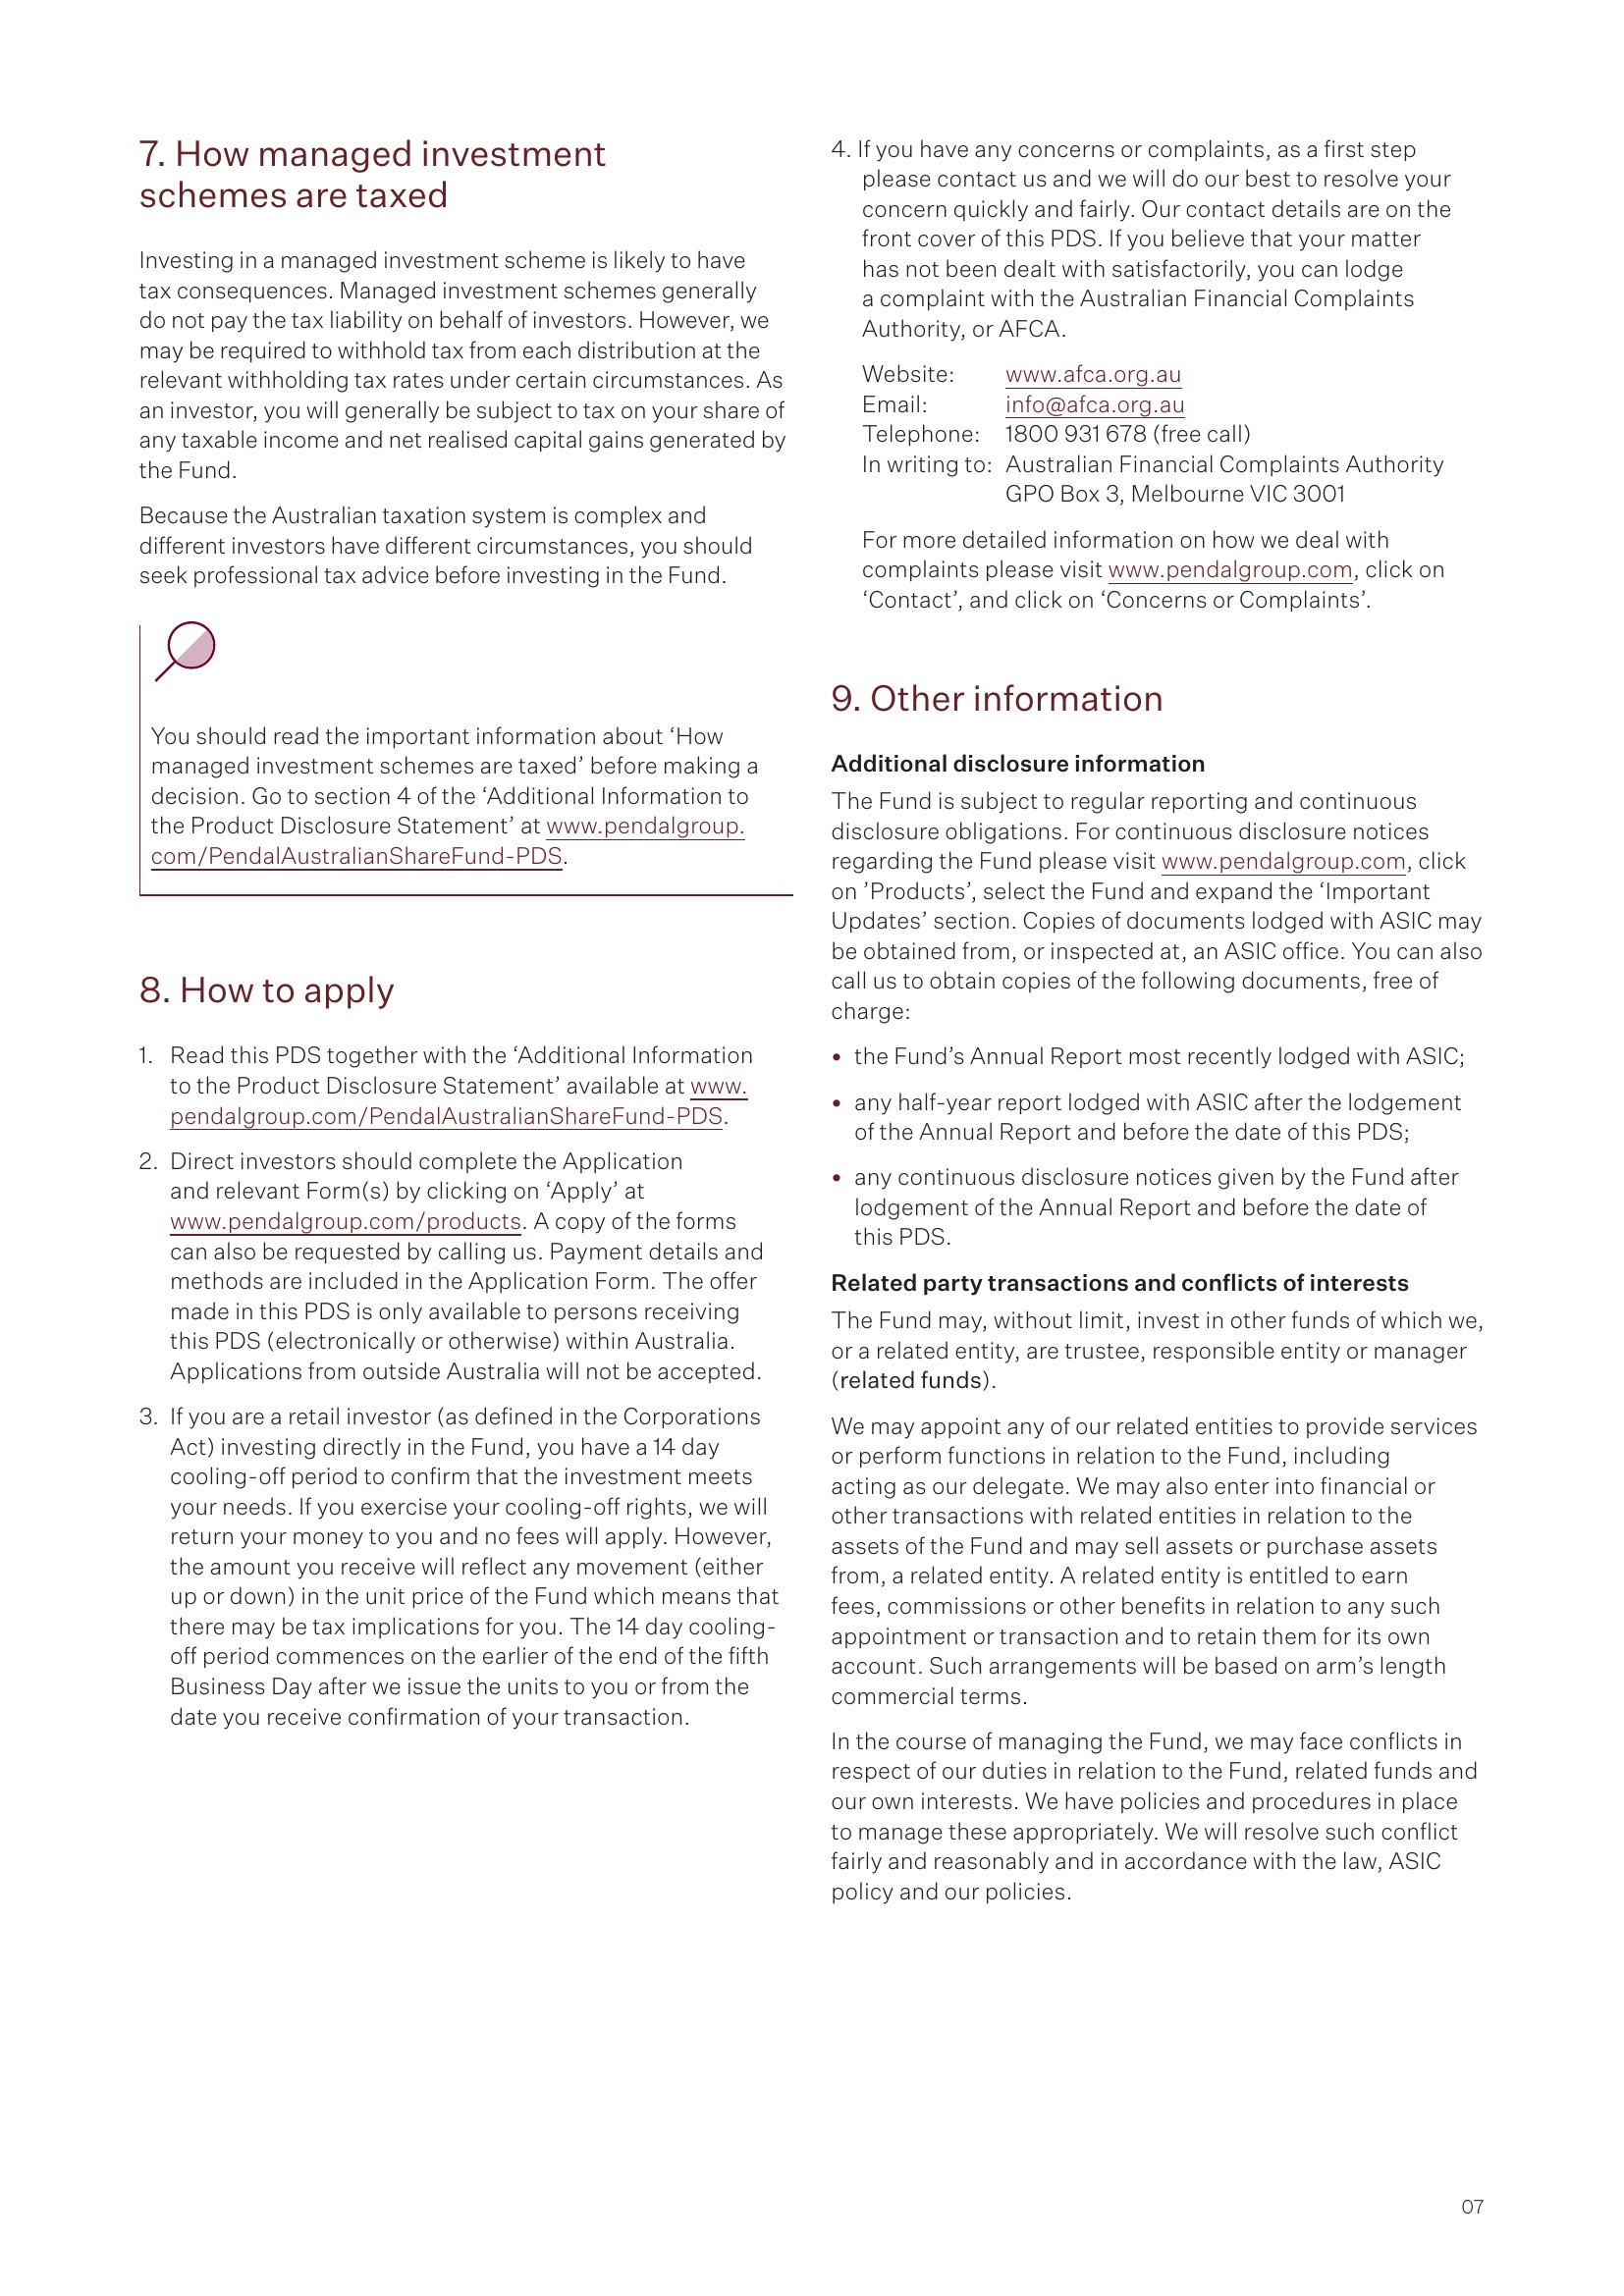 7. How managed investment
schemes are taxed
Investing in a managed investment scheme is likely to have
tax consequences. Managed investment schemes generally
do not pay the tax liability on behalf of investors. However, we
may be required to withhold tax from each distribution at the
relevant withholding tax rates under certain circumstances. As
an investor, you will generally be subject to tax on your share of
any taxable income and net realised capital gains generated by
the Fund.
Because the Australian taxation system is complex and
different investors have different circumstances, you should
seek professional tax advice before investing in the Fund.
You should read the important information about ‘How
managed investment schemes are taxed’ before making a
decision. Go to section 4 of the ‘Additional Information to
the Product Disclosure Statement’ at www.pendalgroup.
com/PendalAustralianShareFund-PDS.
8. How to apply
1. Read this PDS together with the ‘Additional Information
to the Product Disclosure Statement’ available at www.
pendalgroup.com/PendalAustralianShareFund-PDS.
2. Direct investors should complete the Application
and relevant Form(s) by clicking on ‘Apply’ at
www.pendalgroup.com/products. A copy of the forms
can also be requested by calling us. Payment details and
methods are included in the Application Form. The offer
made in this PDS is only available to persons receiving
this PDS (electronically or otherwise) within Australia.
Applications from outside Australia will not be accepted.
3. If you are a retail investor (as defined in the Corporations
Act) investing directly in the Fund, you have a 14 day
cooling-off period to confirm that the investment meets
your needs. If you exercise your cooling-off rights, we will
return your money to you and no fees will apply. However,
the amount you receive will reflect any movement (either
up or down) in the unit price of the Fund which means that
there may be tax implications for you. The 14 day cooling-
off period commences on the earlier of the end of the fifth
Business Day after we issue the units to you or from the
date you receive confirmation of your transaction.
4. If you have any concerns or complaints, as a first step
please contact us and we will do our best to resolve your
concern quickly and fairly. Our contact details are on the
front cover of this PDS. If you believe that your matter
has not been dealt with satisfactorily, you can lodge
a complaint with the Australian Financial Complaints
Authority, or AFCA.
Website: www.afca.org.au
Email: info@afca.org.au
Telephone: 1800 931 678 (free call)
In writing to: Australian Financial Complaints Authority
GPO Box 3, Melbourne VIC 3001
For more detailed information on how we deal with
complaints please visit www.pendalgroup.com, click on
‘Contact’, and click on ‘Concerns or Complaints’.
9. Other information
Additional disclosure information
The Fund is subject to regular reporting and continuous
disclosure obligations. For continuous disclosure notices
regarding the Fund please visit www.pendalgroup.com, click
on ’Products’, select the Fund and expand the ‘Important
Updates’ section. Copies of documents lodged with ASIC may
be obtained from, or inspected at, an ASIC office. You can also
call us to obtain copies of the following documents, free of
charge:
• the Fund’s Annual Report most recently lodged with ASIC;
• any half-year report lodged with ASIC after the lodgement
of the Annual Report and before the date of this PDS;
• any continuous disclosure notices given by the Fund after
lodgement of the Annual Report and before the date of
this PDS.
Related party transactions and conflicts of interests
The Fund may, without limit, invest in other funds of which we,
or a related entity, are trustee, responsible entity or manager
(related funds).
We may appoint any of our related entities to provide services
or perform functions in relation to the Fund, including
acting as our delegate. We may also enter into financial or
other transactions with related entities in relation to the
assets of the Fund and may sell assets or purchase assets
from, a related entity. A related entity is entitled to earn
fees, commissions or other benefits in relation to any such
appointment or transaction and to retain them for its own
account. Such arrangements will be based on arm’s length
commercial terms.
In the course of managing the Fund, we may face conflicts in
respect of our duties in relation to the Fund, related funds and
our own interests. We have policies and procedures in place
to manage these appropriately. We will resolve such conflict
fairly and reasonably and in accordance with the law, ASIC
policy and our policies.
07